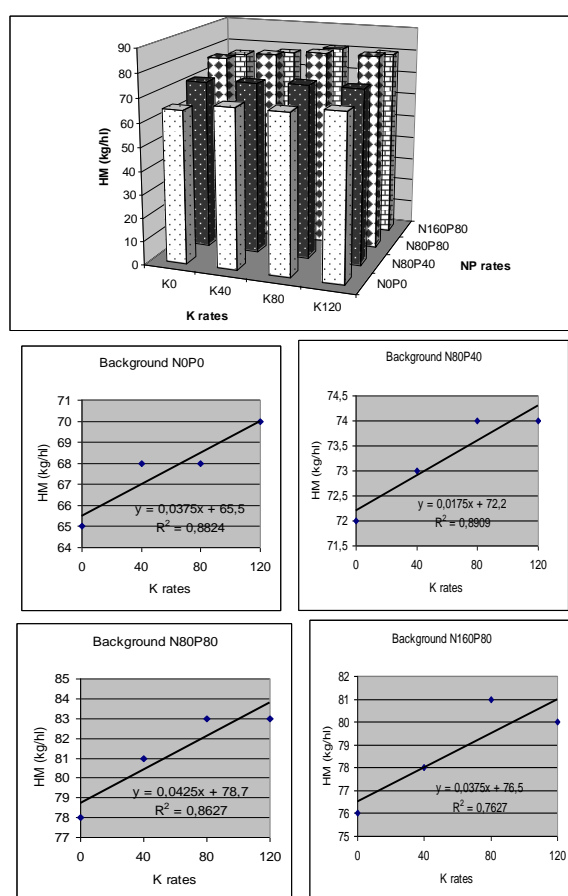 90
80
70
60
50
40
30
20
10
0
HM (kg/hl)
K0
K40
K80
K120
K rates
N0P0
N80P40
N80P80
N160P80
NP rates
Background N0P0
71
70
69
68
67
66
65
64
HM (kg/hl)
y = 0,0375x + 65,5
R² = 0,8824
0 40 80 120
K rates
Background N80P40
74,5
74
73,5
73
72,5
72
71,5
HM (kg/hl)
y = 0,0175x + 72,2
R² = 0,8909
0 40 80 120
K rates
Background N80P80
85
84
83
82
81
80
79
78
77
HM (kg/hl)
y = 0,0425x + 78,7
R² = 0,8627
0 40 80 120
K rates
Background N160P80
82
81
80
79
78
77
76
75
HM (kg/hl)
y = 0,0375x + 76,5
R² = 0,7627
0 40 80 120
K rates